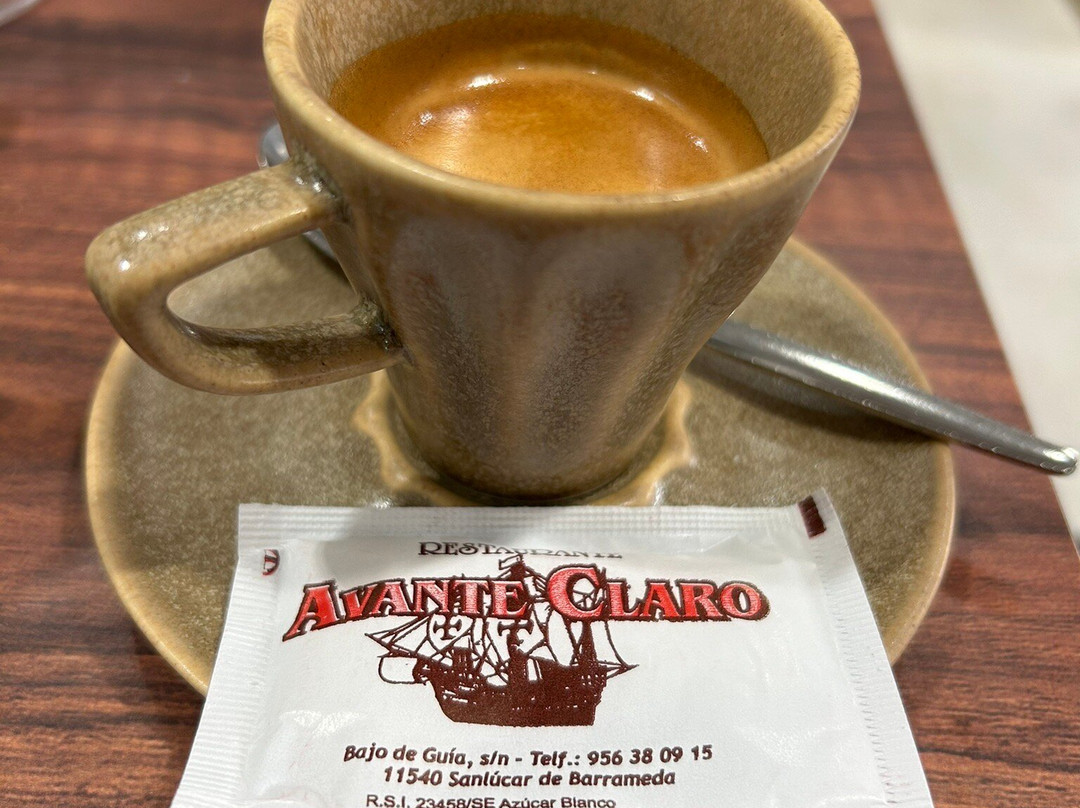 RESTAURANTE
AVANTE CLARO
Bajo de Guía, s/n - Telf.: 956 38 09 15
11540 Sanlúcar de Barrameda
R.S.I. 23458/SE Azúcar Blanco